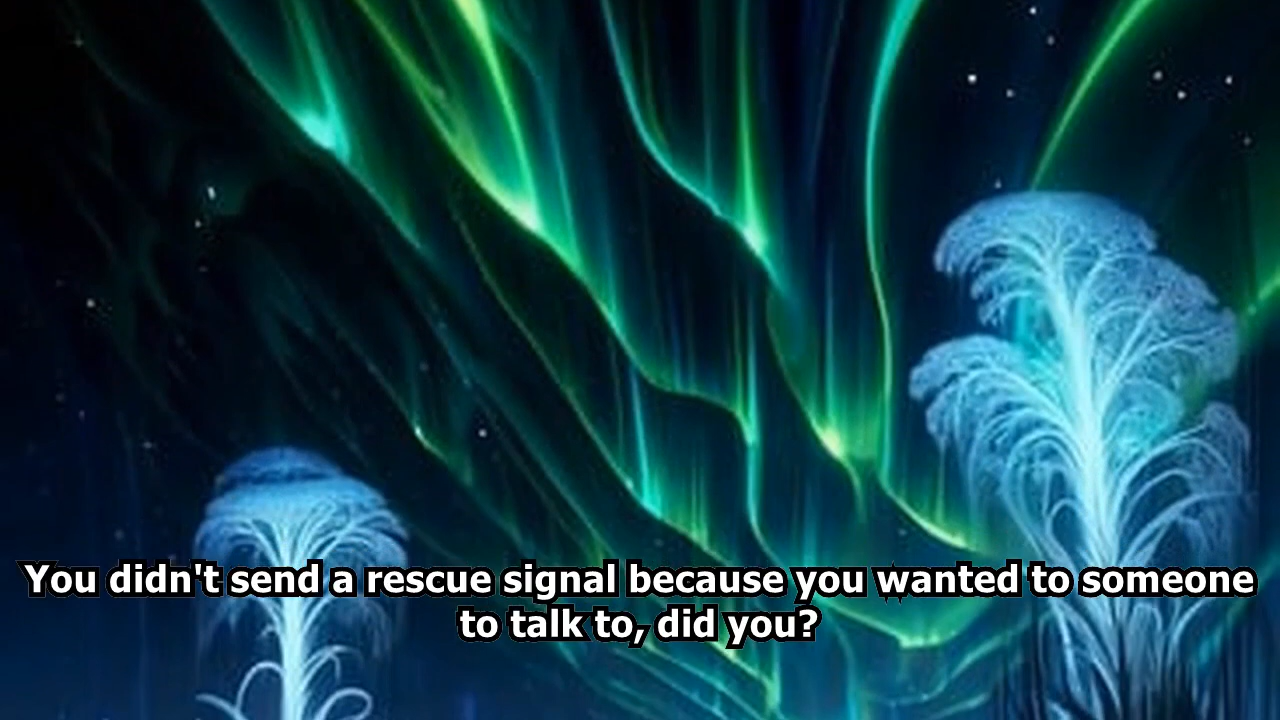 You didn't send a rescue signal because you wanted to someone
to talk to, did you?